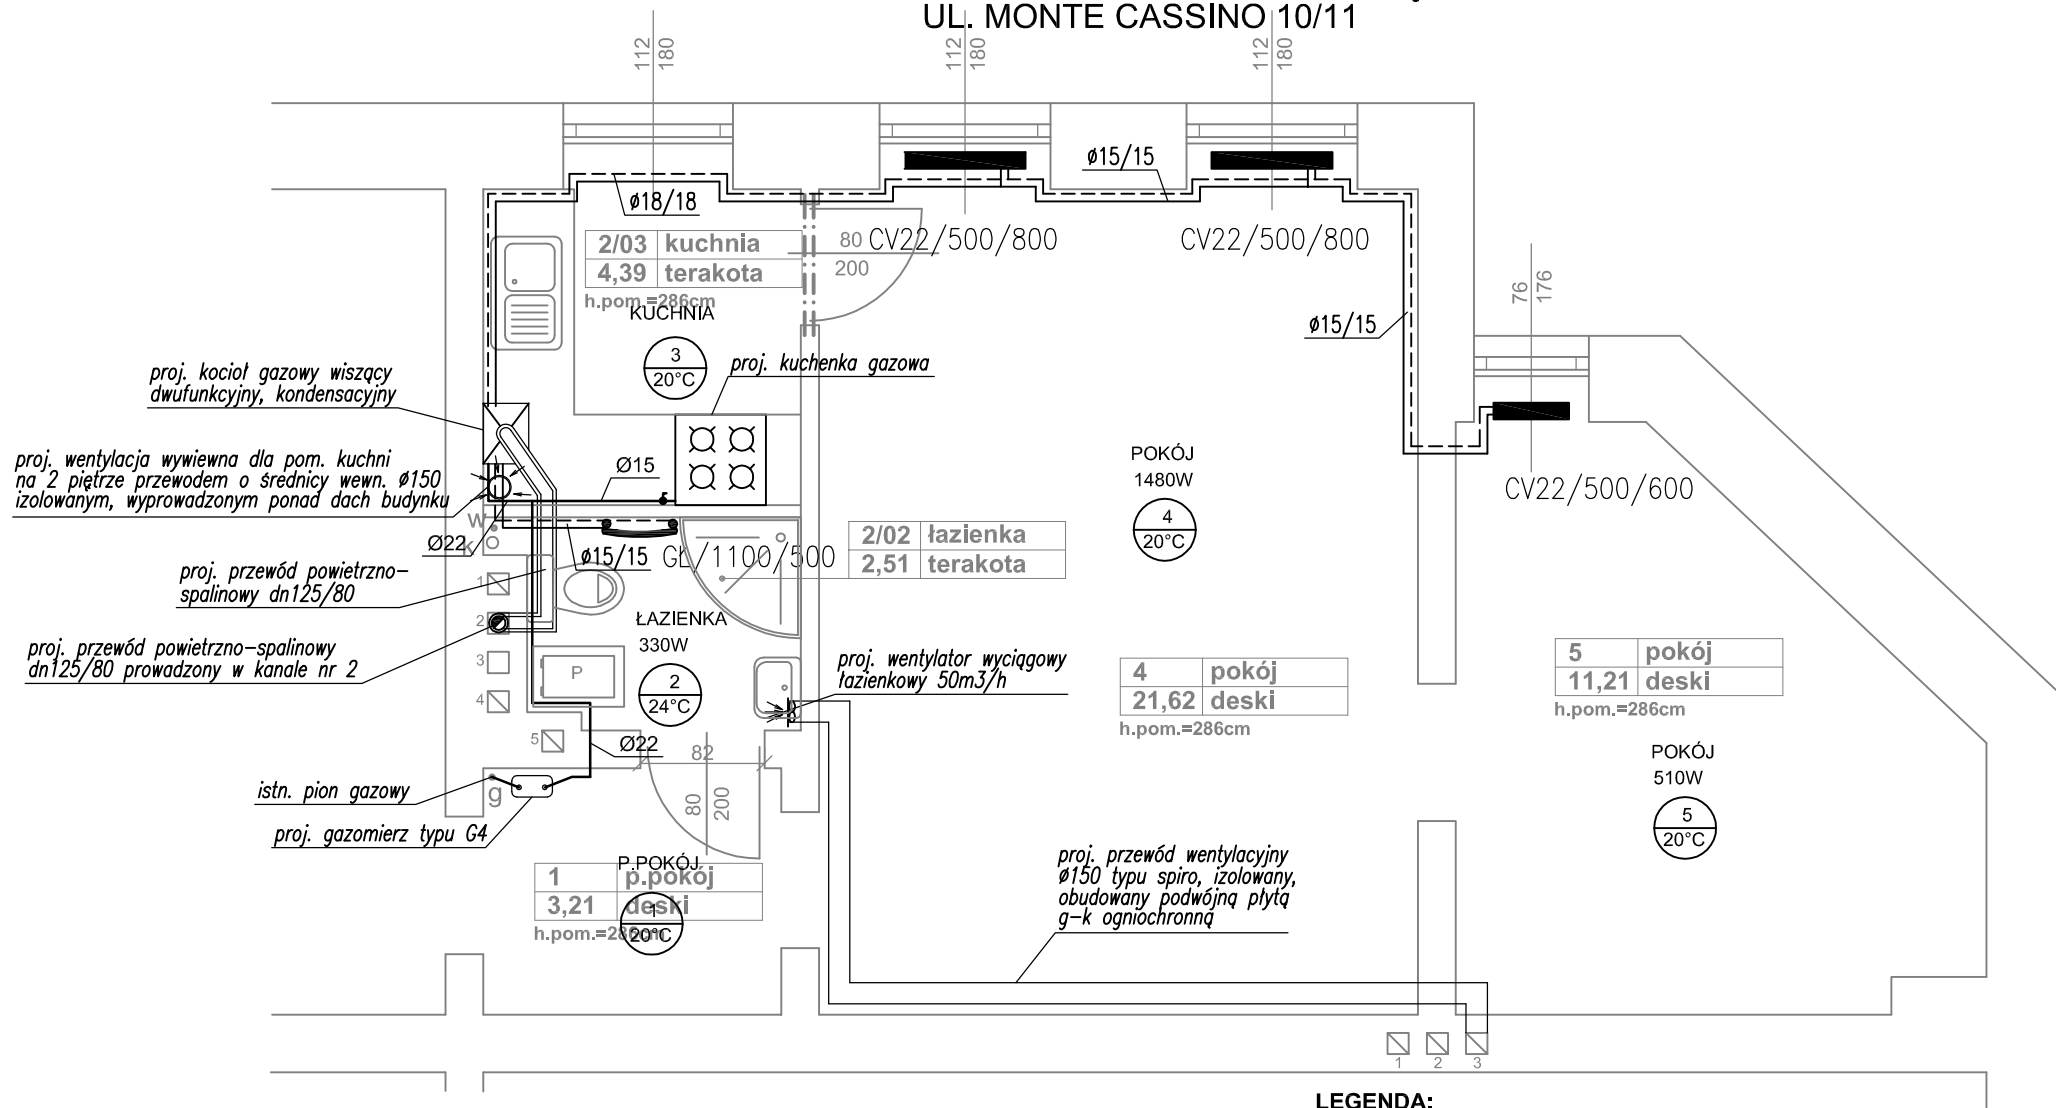 UL. MONTE CASSINO 10/11
112
180
112
180
112
180
ø15/15
ø18/18
2/03 kuchnia
4,39 terakota
h.pom.=286cm
KUCHNIA
3
20°C
80
200
CV22/500/800
CV22/500/800
76
176
ø15/15
CV22/500/600
proj. kocioł gazowy wiszący
dwufunkcyjny, kondensacyjny
proj. kuchenka gazowa
proj. wentylacja wywiewna dla pom. kuchni
na 2 piętrze przewodem o średnicy wewn. ø150
izolowanym, wyprowadzonym ponad dach budynku
Ø15
POKÓJ
1480W
4
20°C
w
k
Ø22
ø15/15
GŁ/1100/500
2/02 łazienka
2,51 terakota
proj. przewód powietrzno-
spalinowy dn125/80
1
2
3
4
5
ŁAZIENKA
330W
2
24°C
P
proj. przewód powietrzno-spalinowy
dn125/80 prowadzony w kanale nr 2
proj. wentylator wyciągowy
łazienkowy 50m3/h
4 pokój
21,62 deski
h.pom.=286cm
5 pokój
11,21 deski
h.pom.=286cm
Ø22
82
80
200
POKÓJ
510W
5
20°C
istn. pion gazowy
g
proj. gazomierz typu G4
P.POKÓJ
1 p.pokój
3,21 deski
h.pom.=286cm
1
20°C
proj. przewód wentylacyjny
ø150 typu spiro, izolowany,
obudowany podwójną płytą
g-k ogniochronną
1
2
3
LEGENDA: